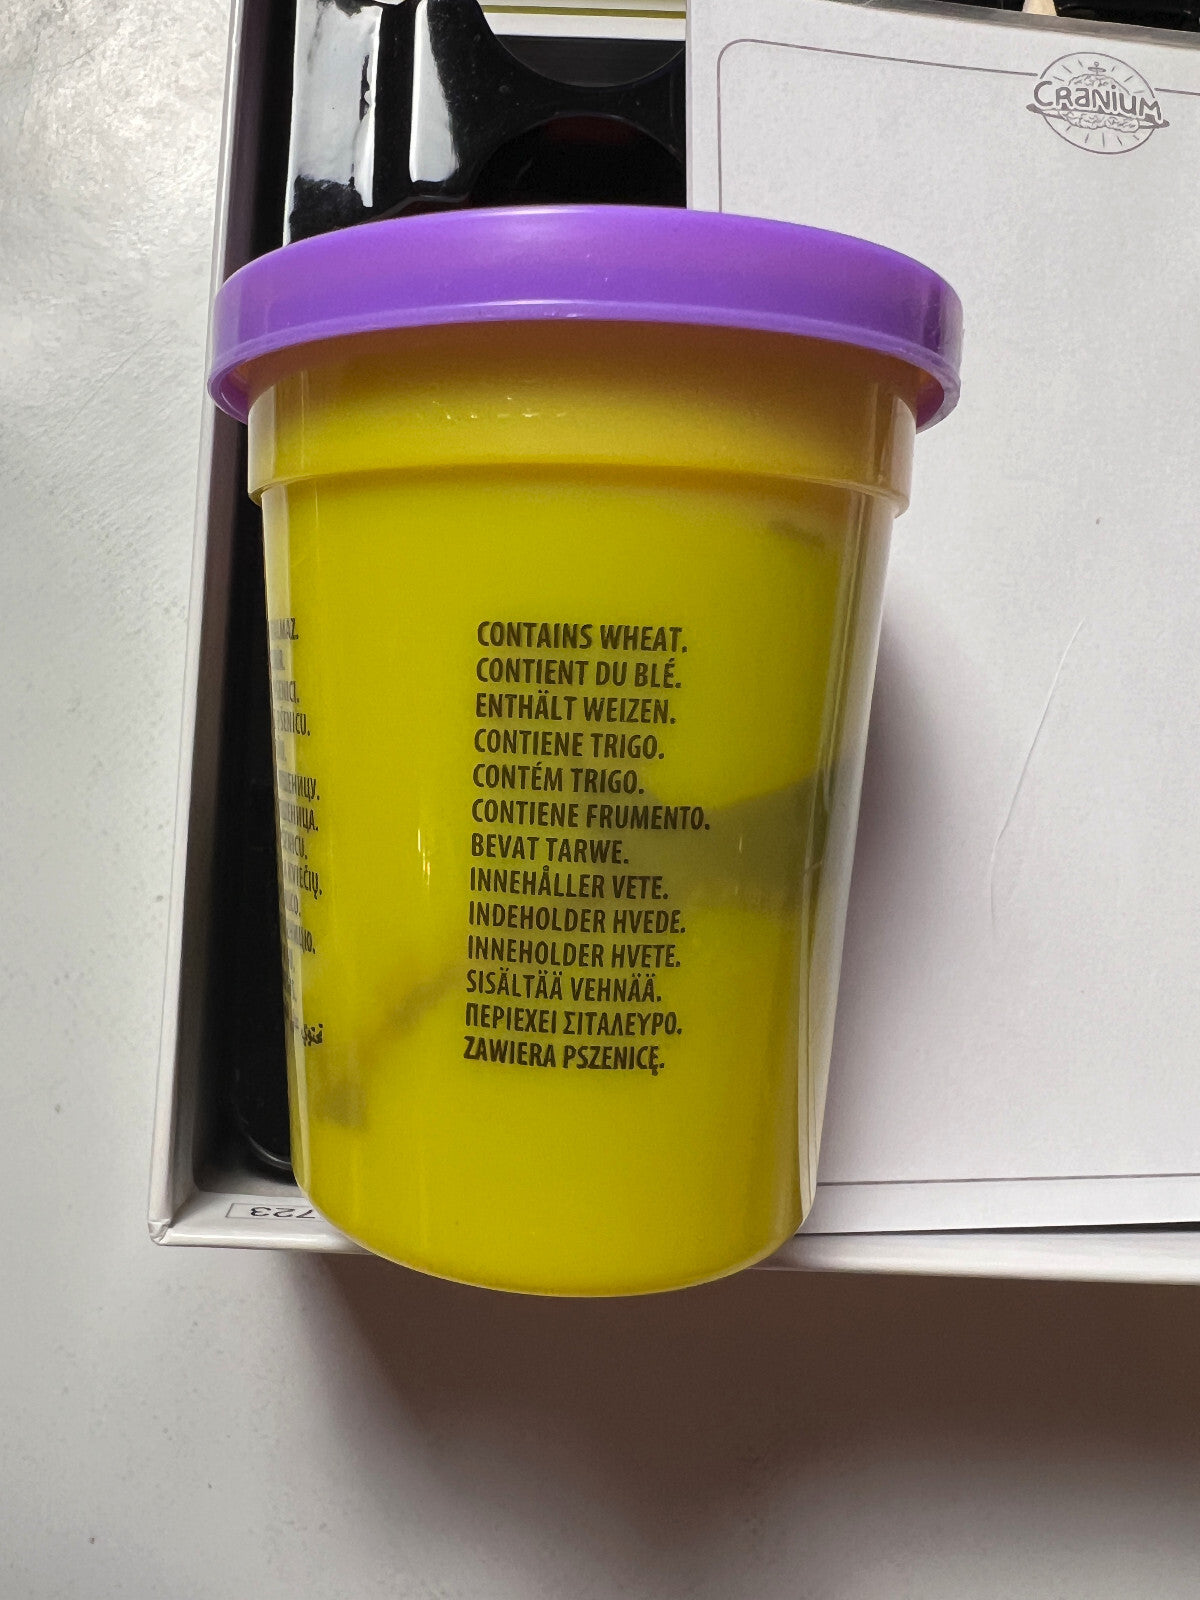 CRANIUM
CONTAINS WHEAT.
CONTIENT DU BLÉ.
ENTHÄLT WEIZEN.
CONTIENE TRIGO.
CONTÉM TRIGO.
CONTIENE FRUMENTO.
BEVAT TARWE.
INNEHÅLLER VETE.
INDEHOLDER HVEDE.
INNEHOLDER HVETE.
SISÄLTÄÄ VEHNÄÄ.
ΠΕΡΙΕΧΕΙ ΣΙΤΑΛΕΥΡΟ.
ZAWIERA PSZENICĘ.
723